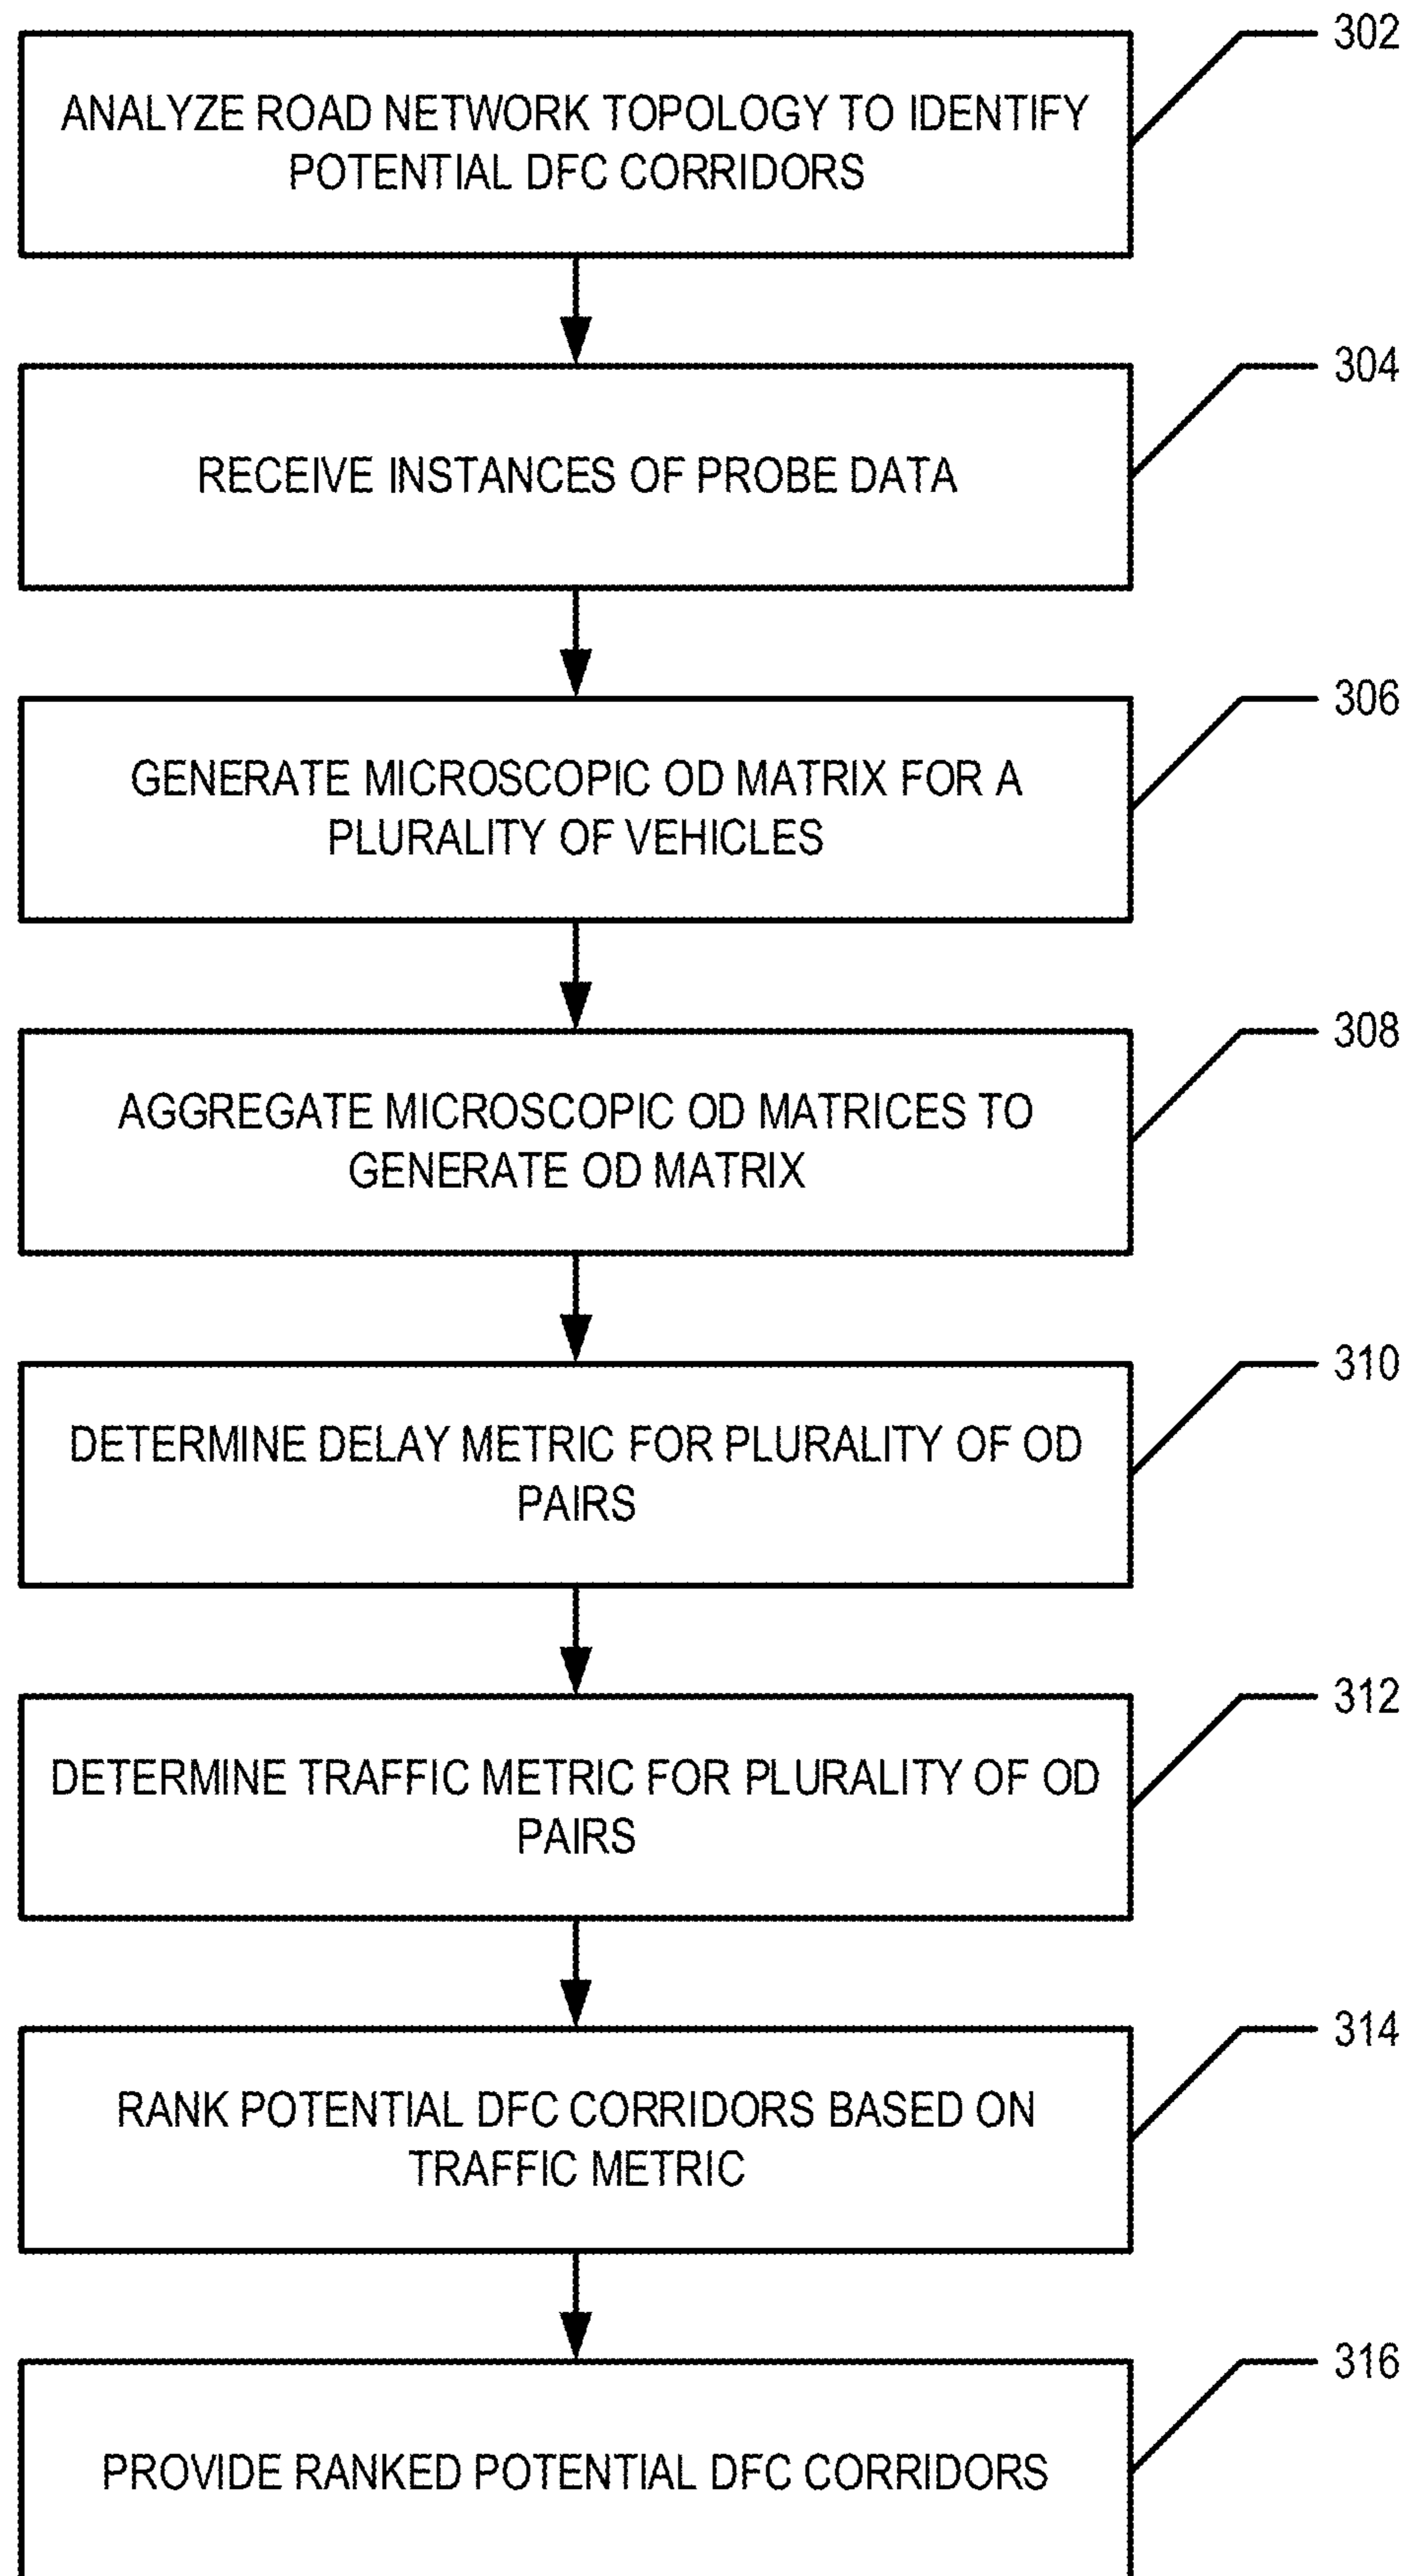 302
ANALYZE ROAD NETWORK TOPOLOGY TO IDENTIFY
POTENTIAL DFC CORRIDORS
304
RECEIVE INSTANCES OF PROBE DATA
306
GENERATE MICROSCOPIC OD MATRIX FOR A
PLURALITY OF VEHICLES
308
AGGREGATE MICROSCOPIC OD MATRICES TO
GENERATE OD MATRIX
310
DETERMINE DELAY METRIC FOR PLURALITY OF OD
PAIRS
312
DETERMINE TRAFFIC METRIC FOR PLURALITY OF OD
PAIRS
314
RANK POTENTIAL DFC CORRIDORS BASED ON
TRAFFIC METRIC
316
PROVIDE RANKED POTENTIAL DFC CORRIDORS